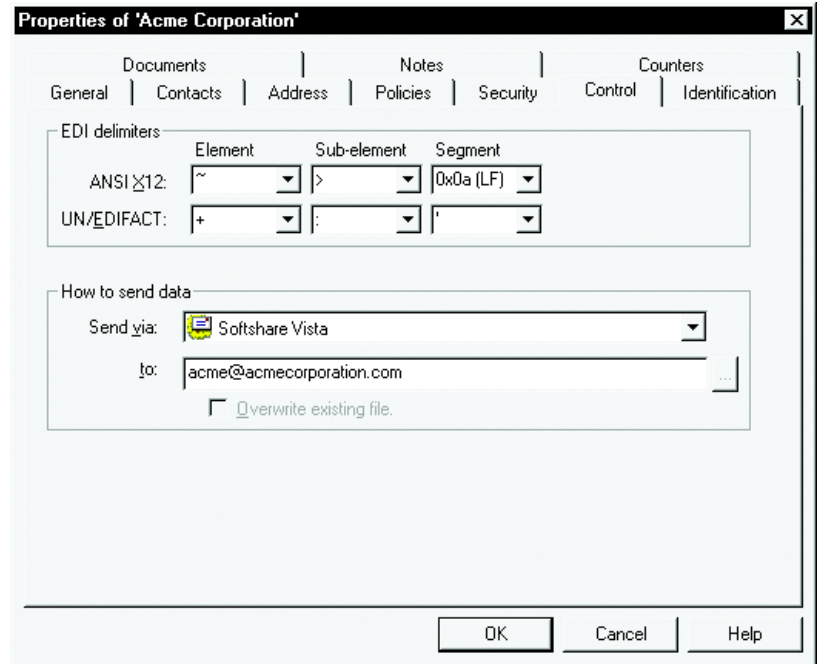 Properties of 'Acme Corporation'
Documents Notes Counters
General Contacts Address Policies Security Control Identification
EDI delimiters
Element Sub-element Segment
ANSI X12: ~ > 0x0a (LF)
UN/EDIFACT: + : '
How to send data
Send via: Softshare Vista
to: acme@acmecorporation.com ...
Overwrite existing file.
OK Cancel Help